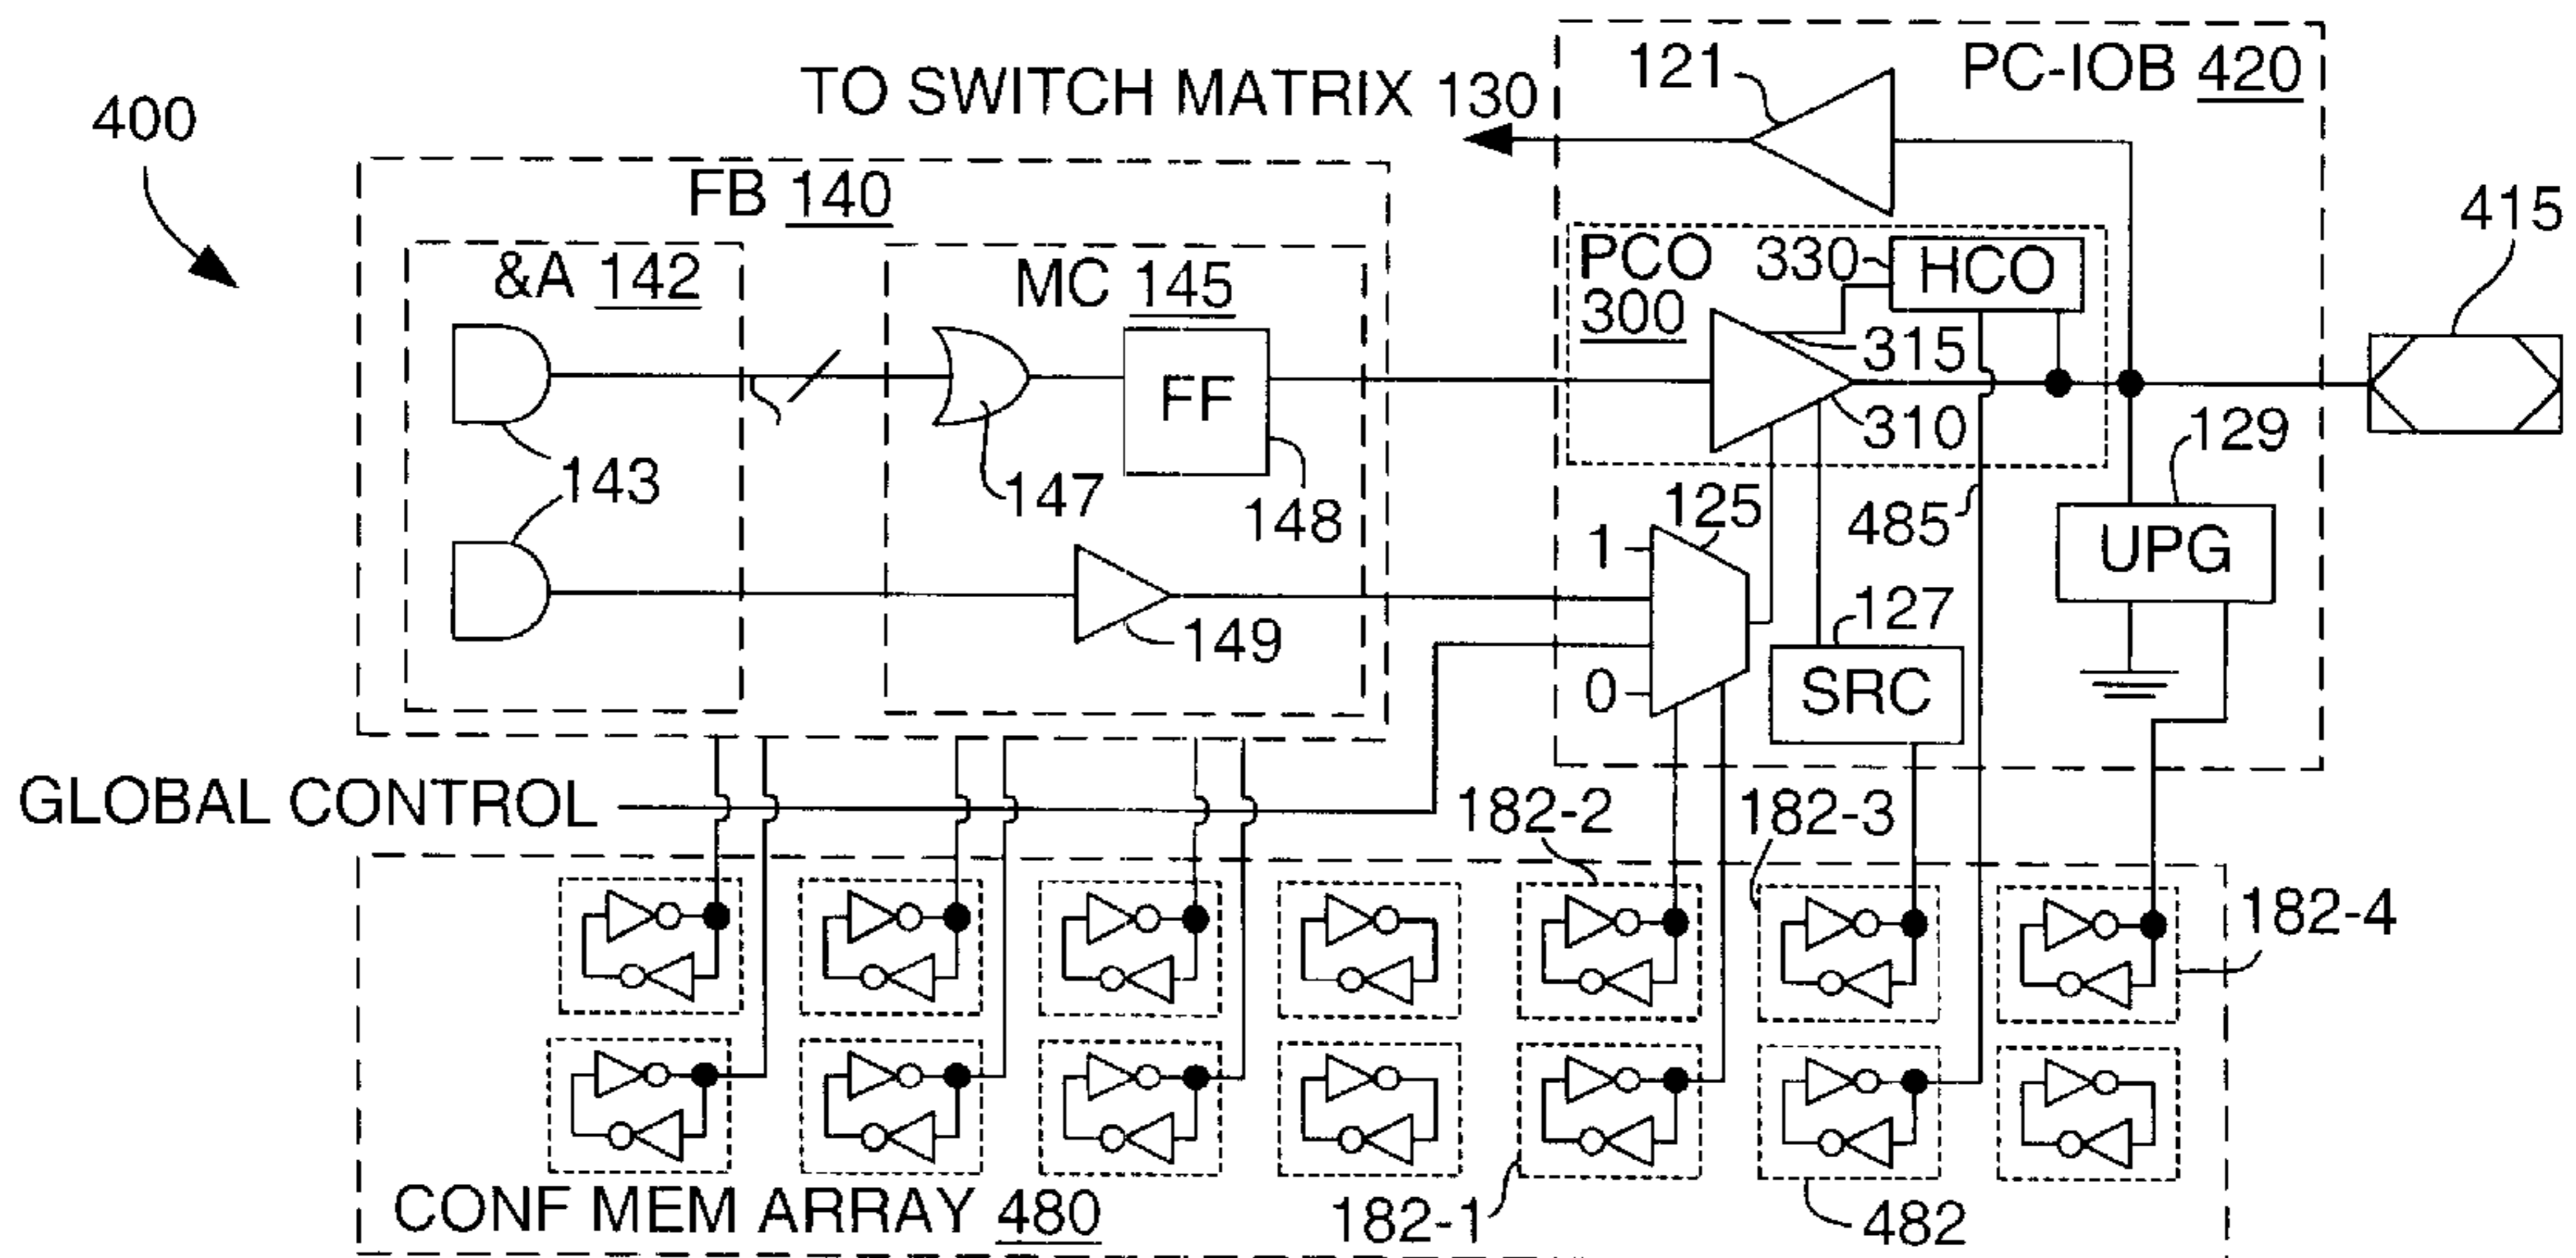 400
TO SWITCH MATRIX 130
121
PC-IOB 420
415
FB 140
&A 142
MC 145
PCO
300
330
HCO
315
310
FF
143
147
148
129
UPG
125
485
1
149
127
SRC
0
GLOBAL CONTROL
182-2
182-3
182-4
CONF MEM ARRAY 480
182-1
482